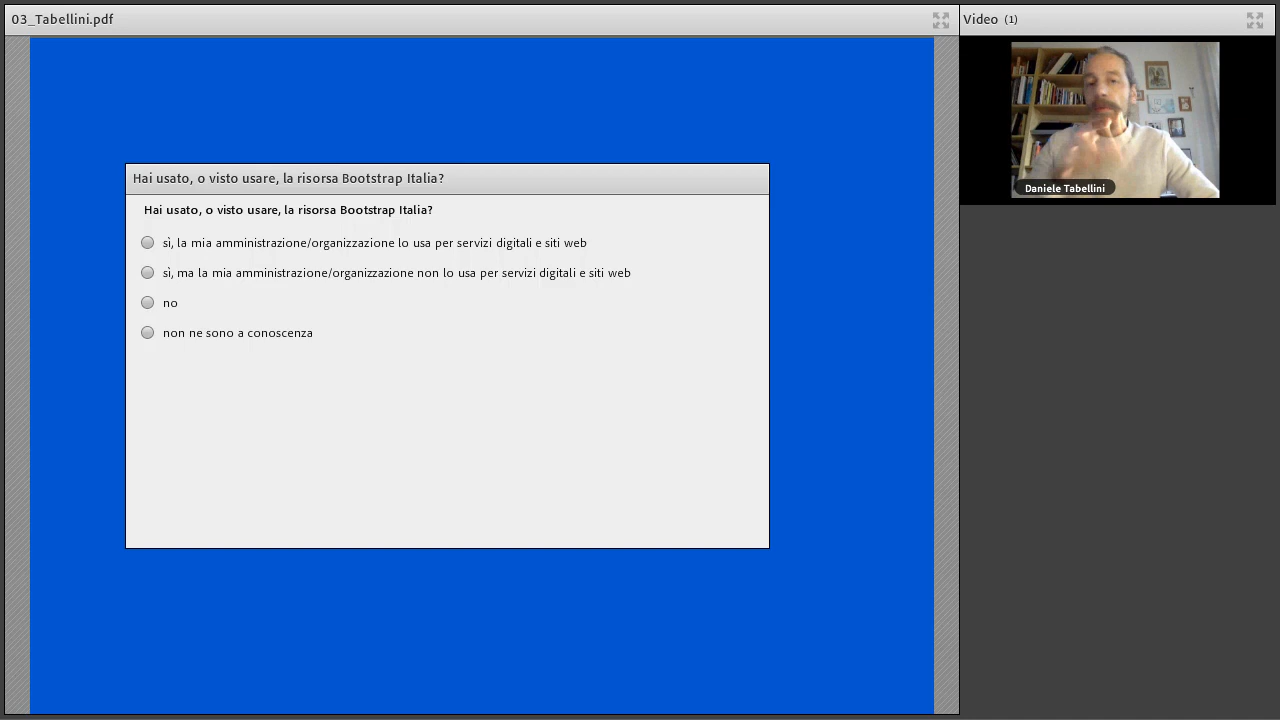 03_Tabellini.pdf
Video (1)
Daniele Tabellini
Hai usato, o visto usare, la risorsa Bootstrap Italia?
Hai usato, o visto usare, la risorsa Bootstrap Italia?
sì, la mia amministrazione/organizzazione lo usa per servizi digitali e siti web
sì, ma la mia amministrazione/organizzazione non lo usa per servizi digitali e siti web
no
non ne sono a conoscenza